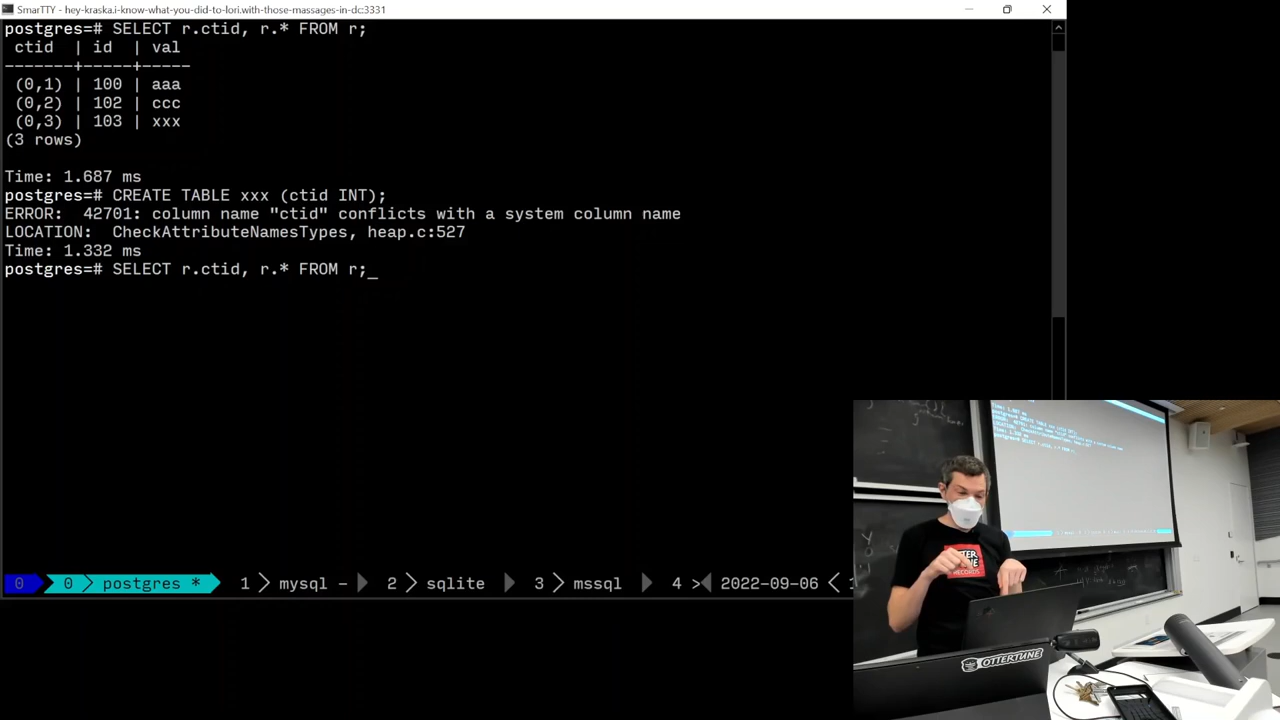 SmarTTY - hey-kraska.i-know-what-you-did-to-lori.with-those-massages-in-dc:3331
postgres=# SELECT r.ctid, r.* FROM r;
ctid | id | val
-------+-----+-----
(0,1) | 100 | aaa
(0,2) | 102 | ccc
(0,3) | 103 | xxx
(3 rows)
Time: 1.687 ms
postgres=# CREATE TABLE xxx (ctid INT);
ERROR:  42701: column name "ctid" conflicts with a system column name
LOCATION:  CheckAttributeNamesTypes, heap.c:527
Time: 1.332 ms
postgres=# SELECT r.ctid, r.* FROM r;_
0 0 postgres * 1 mysql - 2 sqlite 3 mssql 4 > 2022-09-06
RECORDS
OTTERTUNE